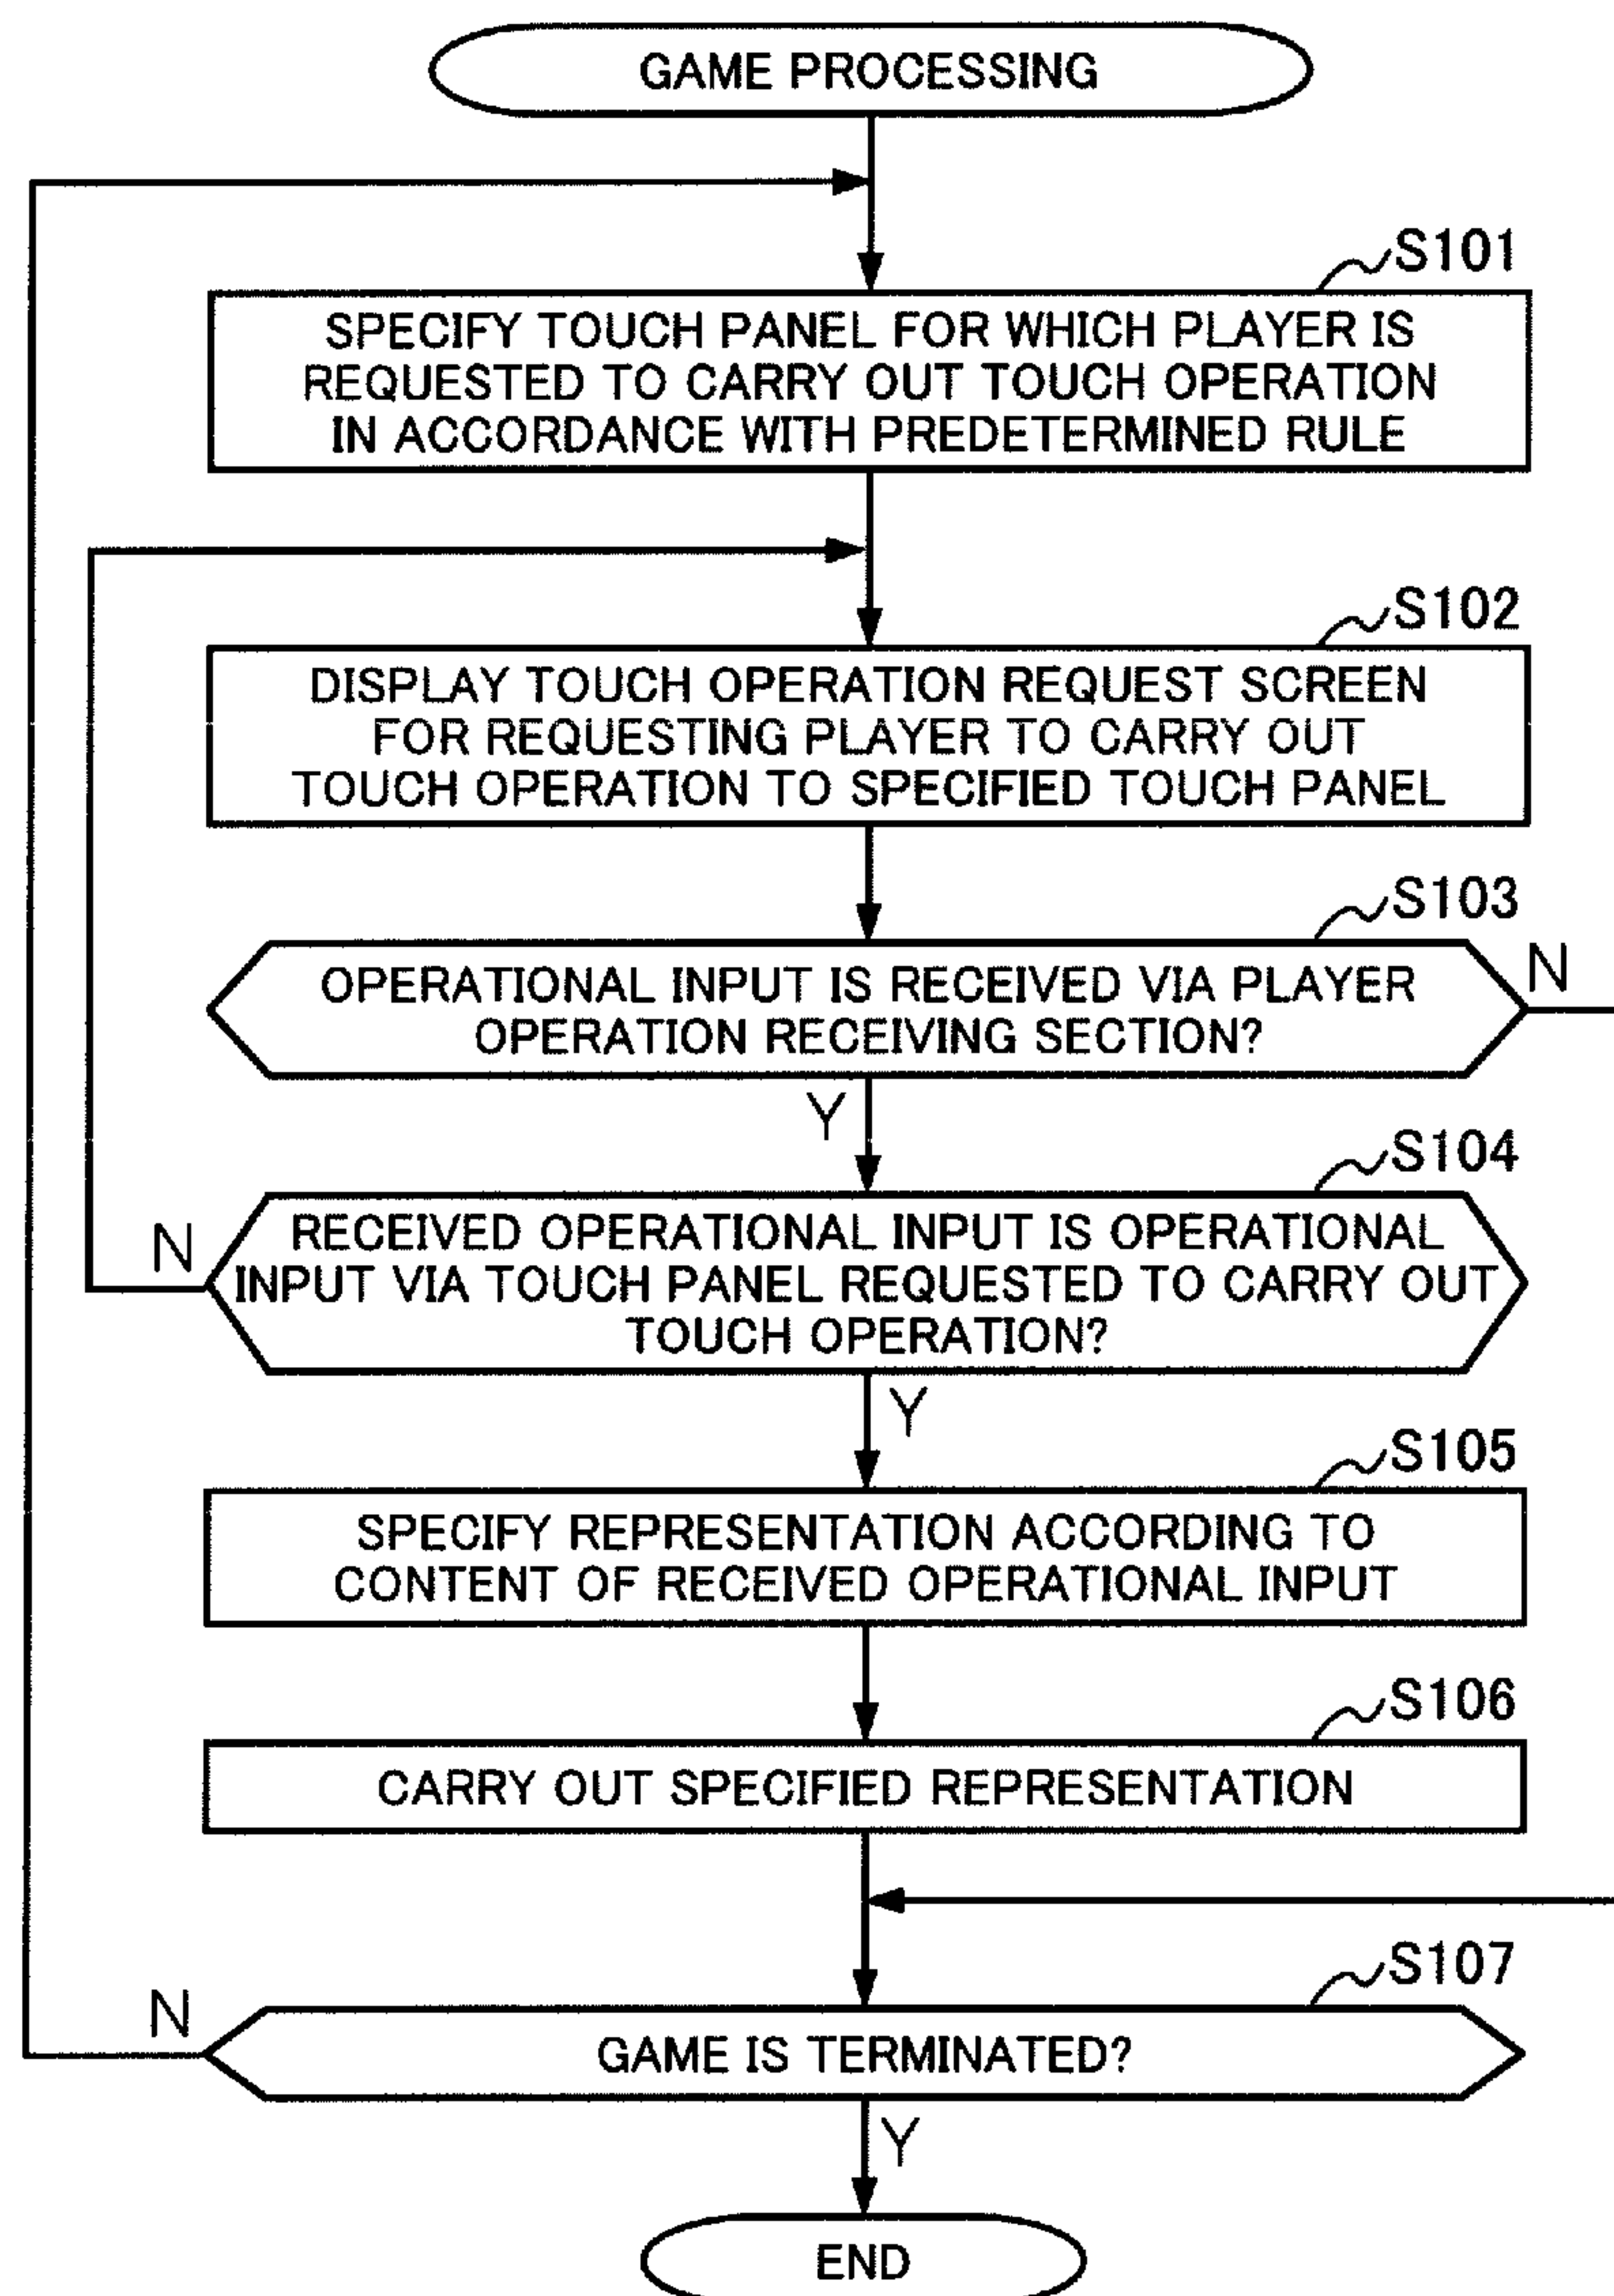 GAME PROCESSING
S101
SPECIFY TOUCH PANEL FOR WHICH PLAYER IS
REQUESTED TO CARRY OUT TOUCH OPERATION
IN ACCORDANCE WITH PREDETERMINED RULE
S102
DISPLAY TOUCH OPERATION REQUEST SCREEN
FOR REQUESTING PLAYER TO CARRY OUT
TOUCH OPERATION TO SPECIFIED TOUCH PANEL
S103
N
OPERATIONAL INPUT IS RECEIVED VIA PLAYER
OPERATION RECEIVING SECTION?
Y
S104
N
RECEIVED OPERATIONAL INPUT IS OPERATIONAL
INPUT VIA TOUCH PANEL REQUESTED TO CARRY OUT
TOUCH OPERATION?
Y
S105
SPECIFY REPRESENTATION ACCORDING TO
CONTENT OF RECEIVED OPERATIONAL INPUT
S106
CARRY OUT SPECIFIED REPRESENTATION
S107
N
GAME IS TERMINATED?
Y
END